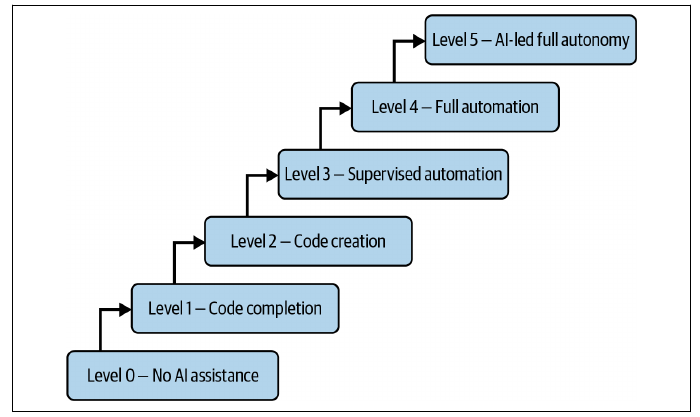 Level 5 – AI-led full autonomy
Level 4 – Full automation
Level 3 – Supervised automation
Level 2 – Code creation
Level 1 – Code completion
Level 0 – No AI assistance